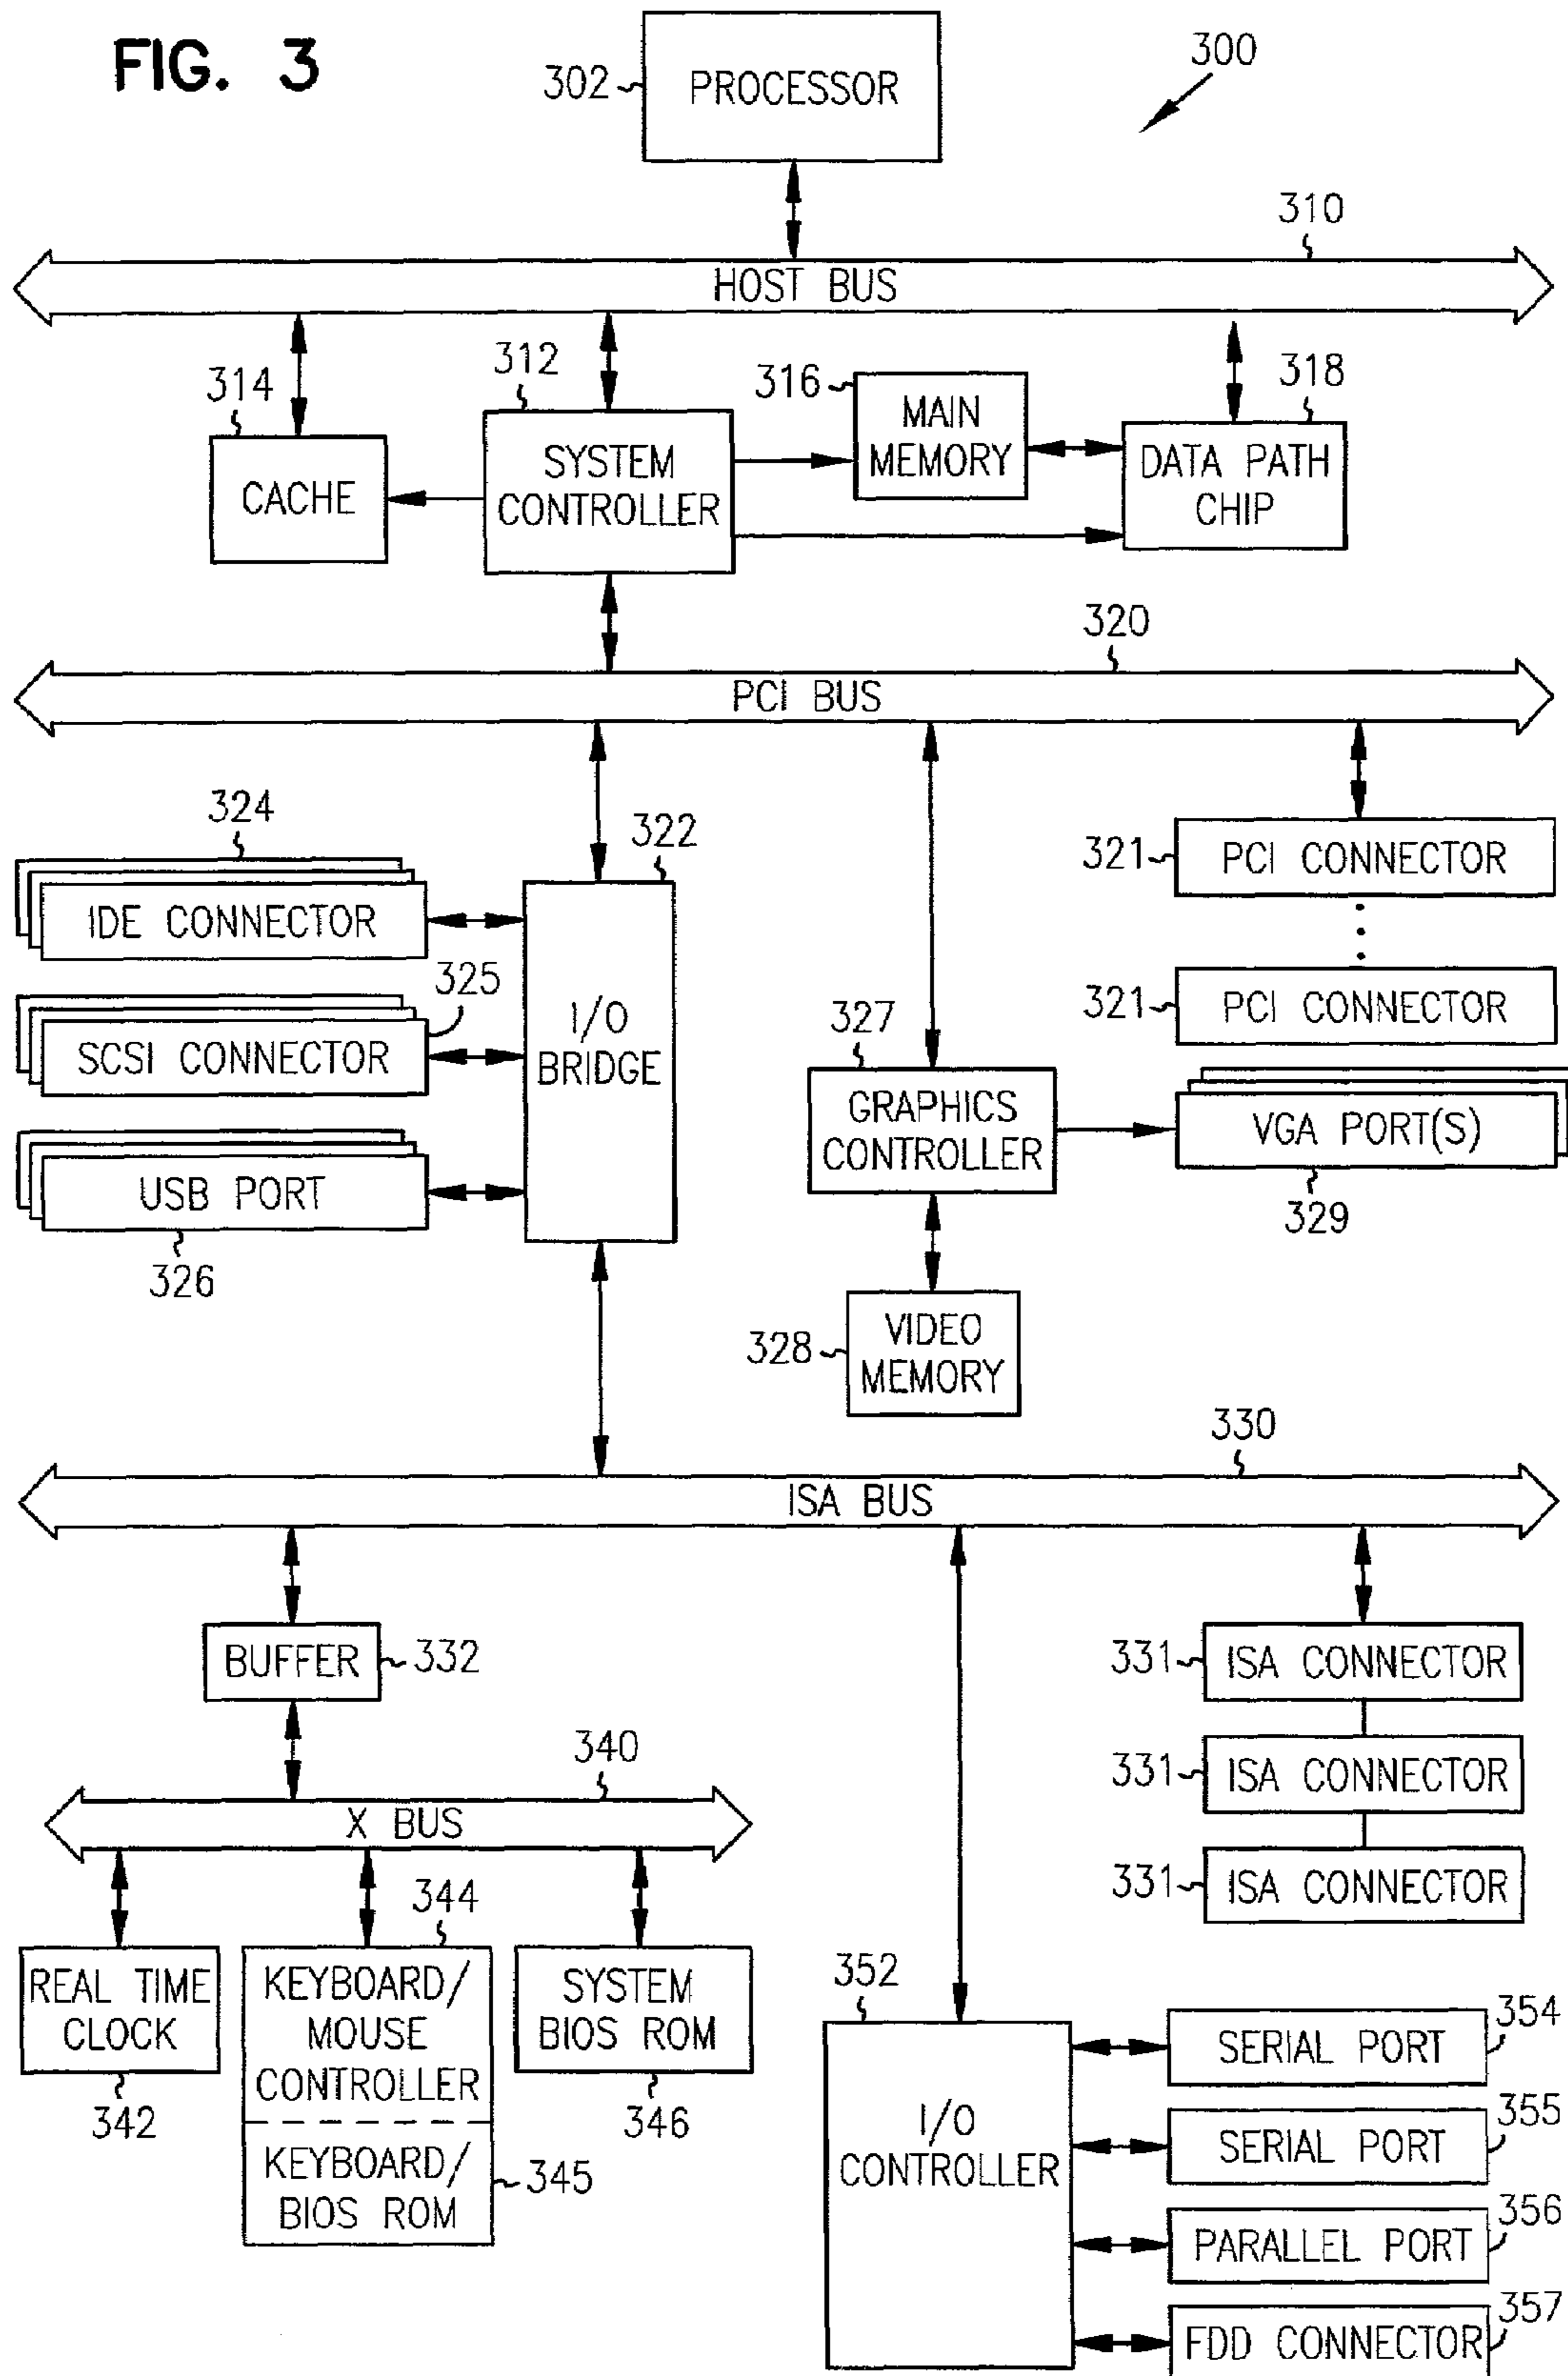 FIG. 3
300
302
PROCESSOR
310
HOST BUS
314
CACHE
312
SYSTEM
CONTROLLER
316
MAIN
MEMORY
318
DATA PATH
CHIP
320
PCI BUS
324
IDE CONNECTOR
325
SCSI CONNECTOR
USB PORT
326
322
I/O
BRIDGE
327
GRAPHICS
CONTROLLER
328
VIDEO
MEMORY
321
PCI CONNECTOR
321
PCI CONNECTOR
VGA PORT(S)
329
330
ISA BUS
BUFFER
332
331
ISA CONNECTOR
331
ISA CONNECTOR
331
ISA CONNECTOR
340
X BUS
REAL TIME
CLOCK
342
344
KEYBOARD/
MOUSE
CONTROLLER
KEYBOARD/
BIOS ROM
345
SYSTEM
BIOS ROM
346
352
I/O
CONTROLLER
SERIAL PORT
354
SERIAL PORT
355
PARALLEL PORT
356
FDD CONNECTOR
357